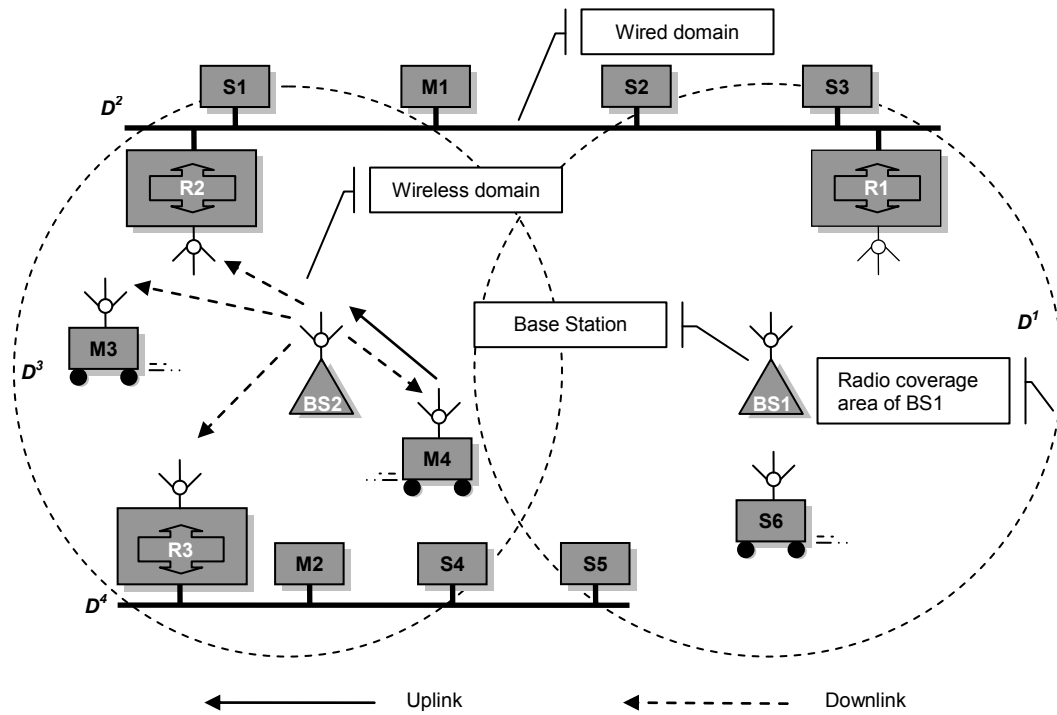 Wired domain
S1
M1
S2
S3
D²
R2
Wireless domain
R1
Base Station
D¹
M3
D³
BS2
BS1
Radio coverage
area of BS1
M4
S6
R3
M2
S4
S5
D⁴
Uplink
Downlink